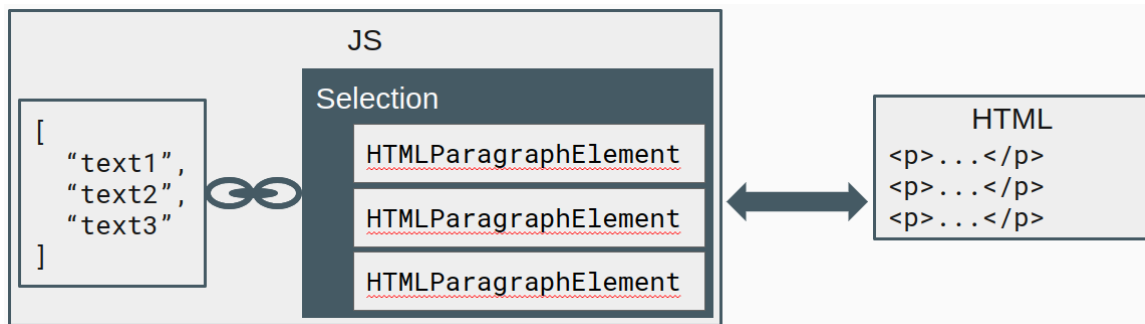 JS
[
“text1”,
“text2”,
“text3”
]
Selection
HTMLParagraphElement
HTMLParagraphElement
HTMLParagraphElement
HTML
<p>...</p>
<p>...</p>
<p>...</p>